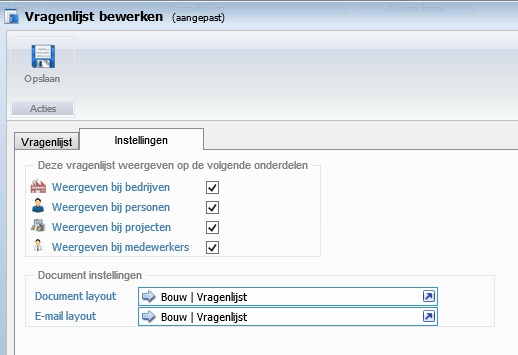 Vragenlijst bewerken (aangepast)
Opslaan
Acties
Vragenlijst
Instellingen
Deze vragenlijst weergeven op de volgende onderdelen
Weergeven bij bedrijven
Weergeven bij personen
Weergeven bij projecten
Weergeven bij medewerkers
Document instellingen
Document layout Bouw | Vragenlijst
E-mail layout Bouw | Vragenlijst